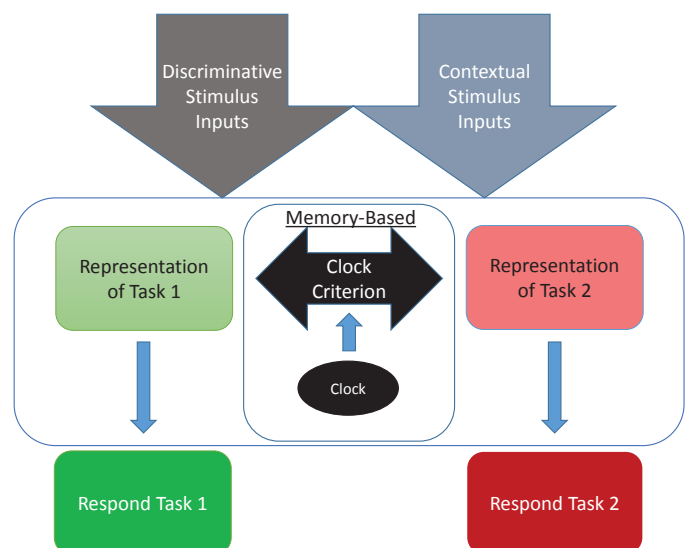 Discriminative
Stimulus
Inputs
Contextual
Stimulus
Inputs
Memory-Based
Representation
of Task 1
Clock
Criterion
Representation
of Task 2
Clock
Respond Task 1
Respond Task 2